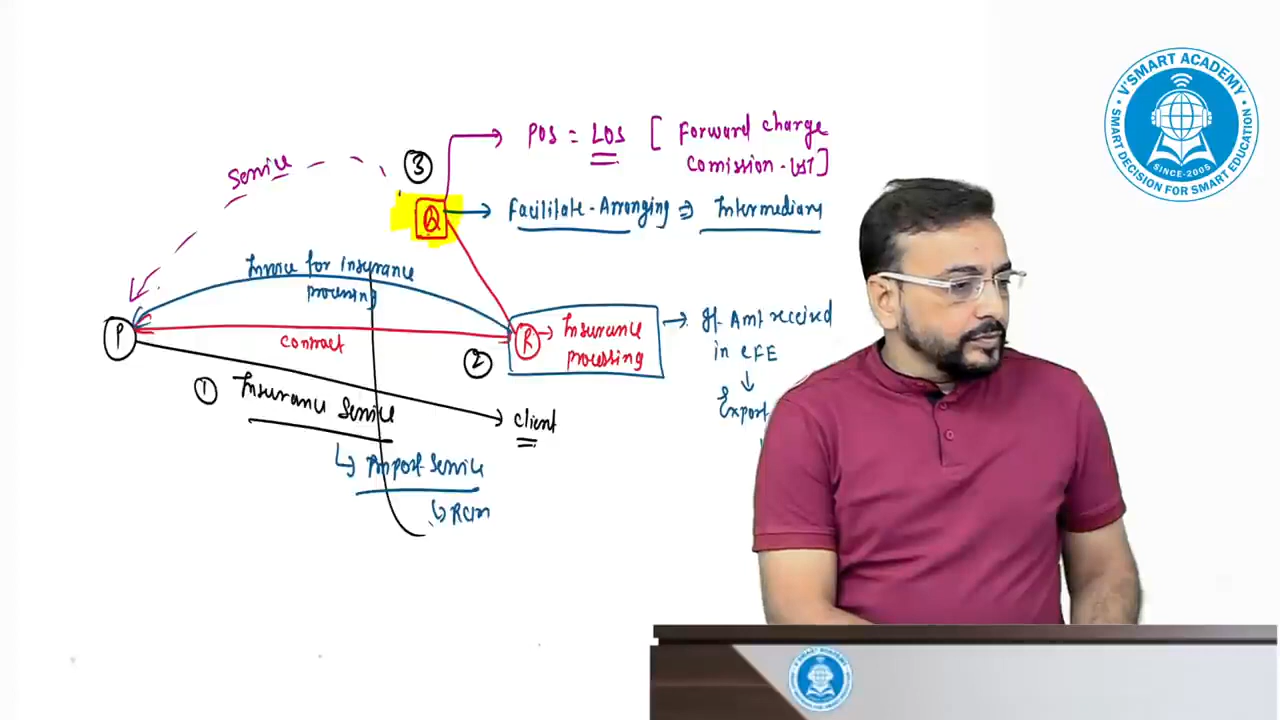 V'SMART ACADEMY
SINCE-2005
SMART DECISION FOR SMART EDUCATION
POS = LOS [ Forward charge
Comission - GST ]
③
Service
Q
Facilitate-Arranging ⇒ Intermediary
Invoice for insurance
processing
P
contract
②
R → Insurance
processing
→ If Amt received
in CFE
↓
Export
① Insurance Service
client
↳ Import Service
↳ RCM